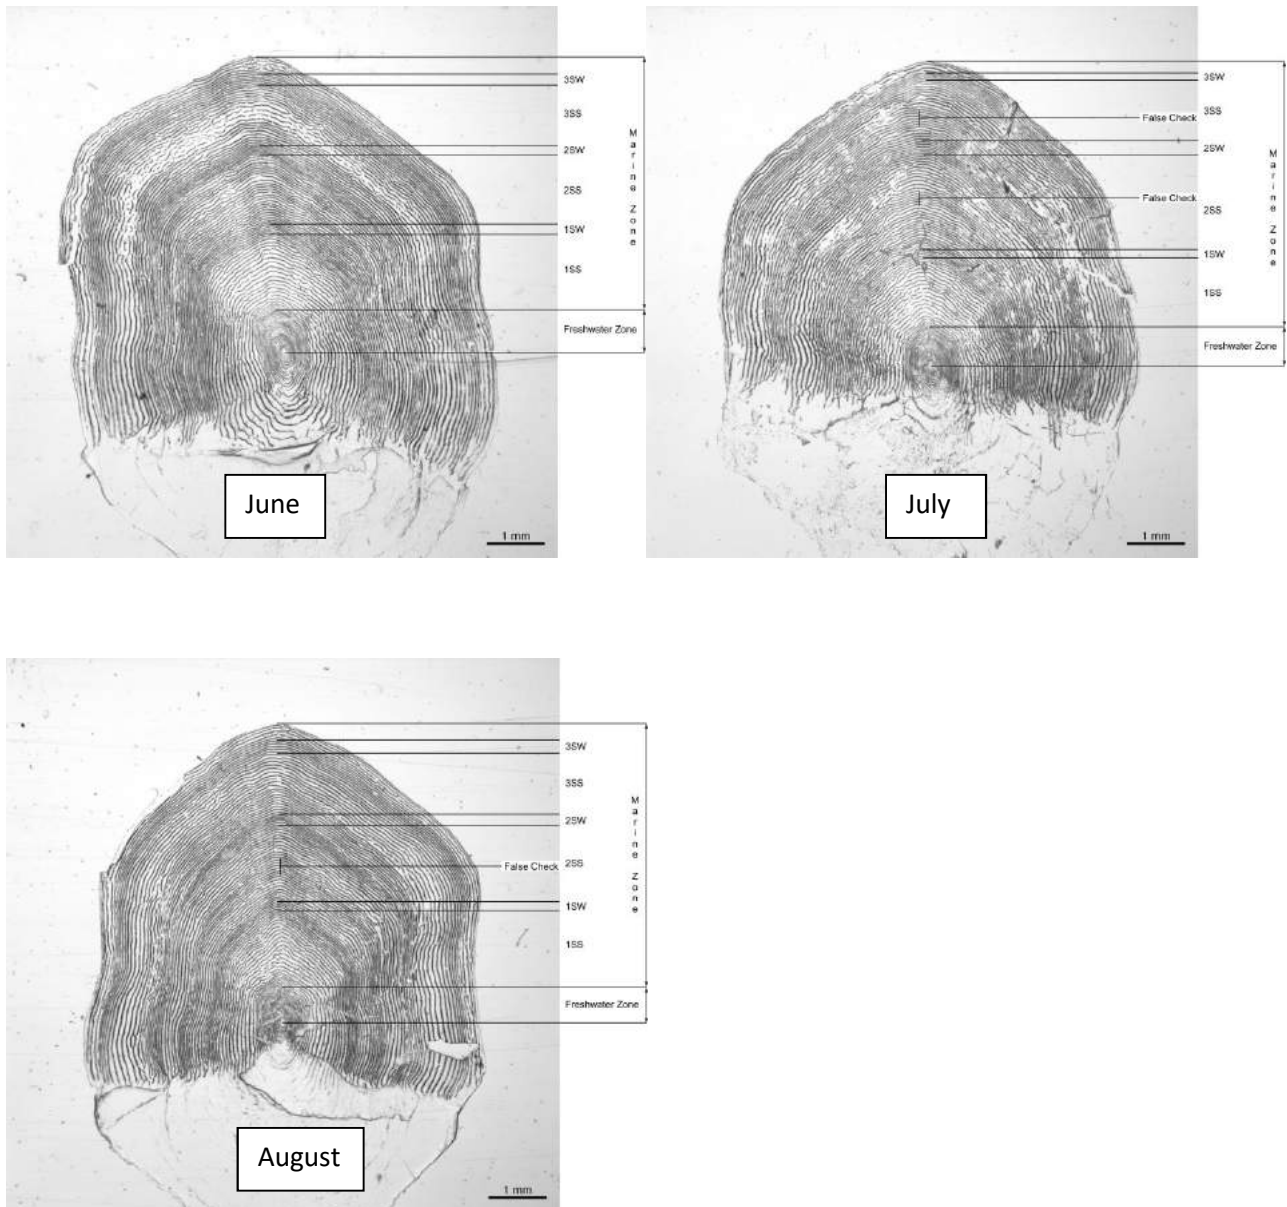 3SW
3SS
2SW
2SS
1SW
1SS
Marine Zone
Freshwater Zone
June
1 mm
3SW
3SS
False Check
2SW
False Check
2SS
1SW
1SS
Marine Zone
Freshwater Zone
July
1 mm
3SW
3SS
2SW
2SS
False Check
1SW
1SS
Marine Zone
Freshwater Zone
August
1 mm